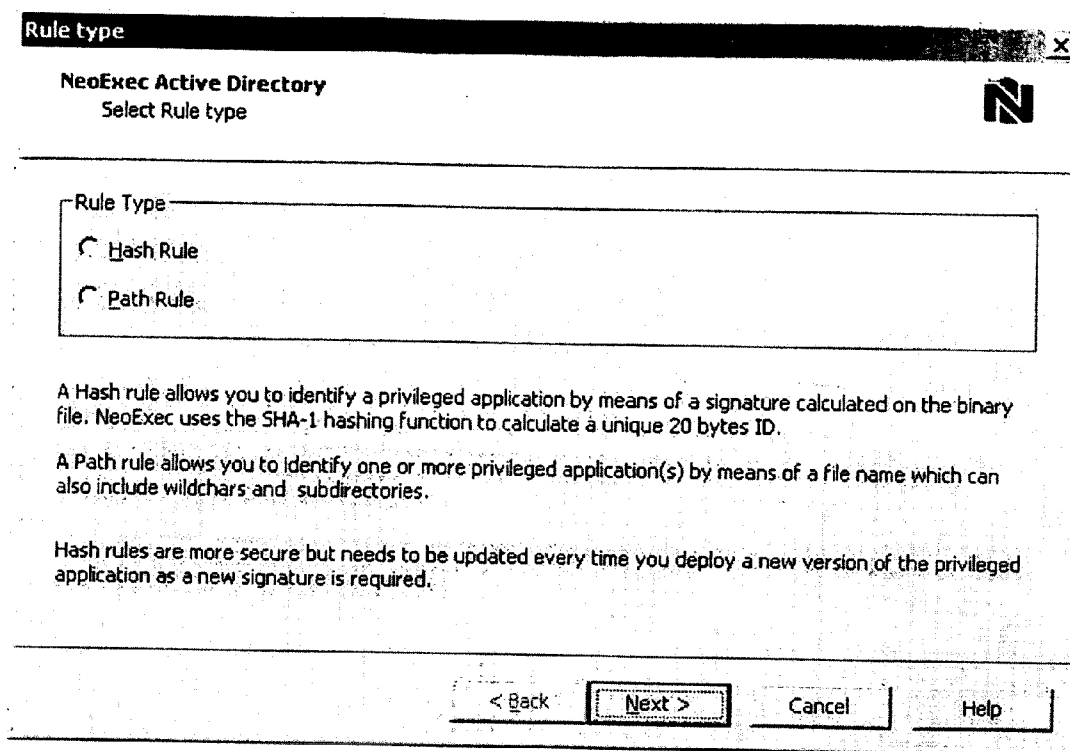 Rule type
NeoExec Active Directory
Select Rule type
Rule Type
Hash Rule
Path Rule
A Hash rule allows you to identify a privileged application by means of a signature calculated on the binary
file. NeoExec uses the SHA-1 hashing function to calculate a unique 20 bytes ID.
A Path rule allows you to identify one or more privileged application(s) by means of a file name which can
also include wildchars and subdirectories.
Hash rules are more secure but needs to be updated every time you deploy a new version of the privileged
application as a new signature is required.
< Back Next > Cancel Help